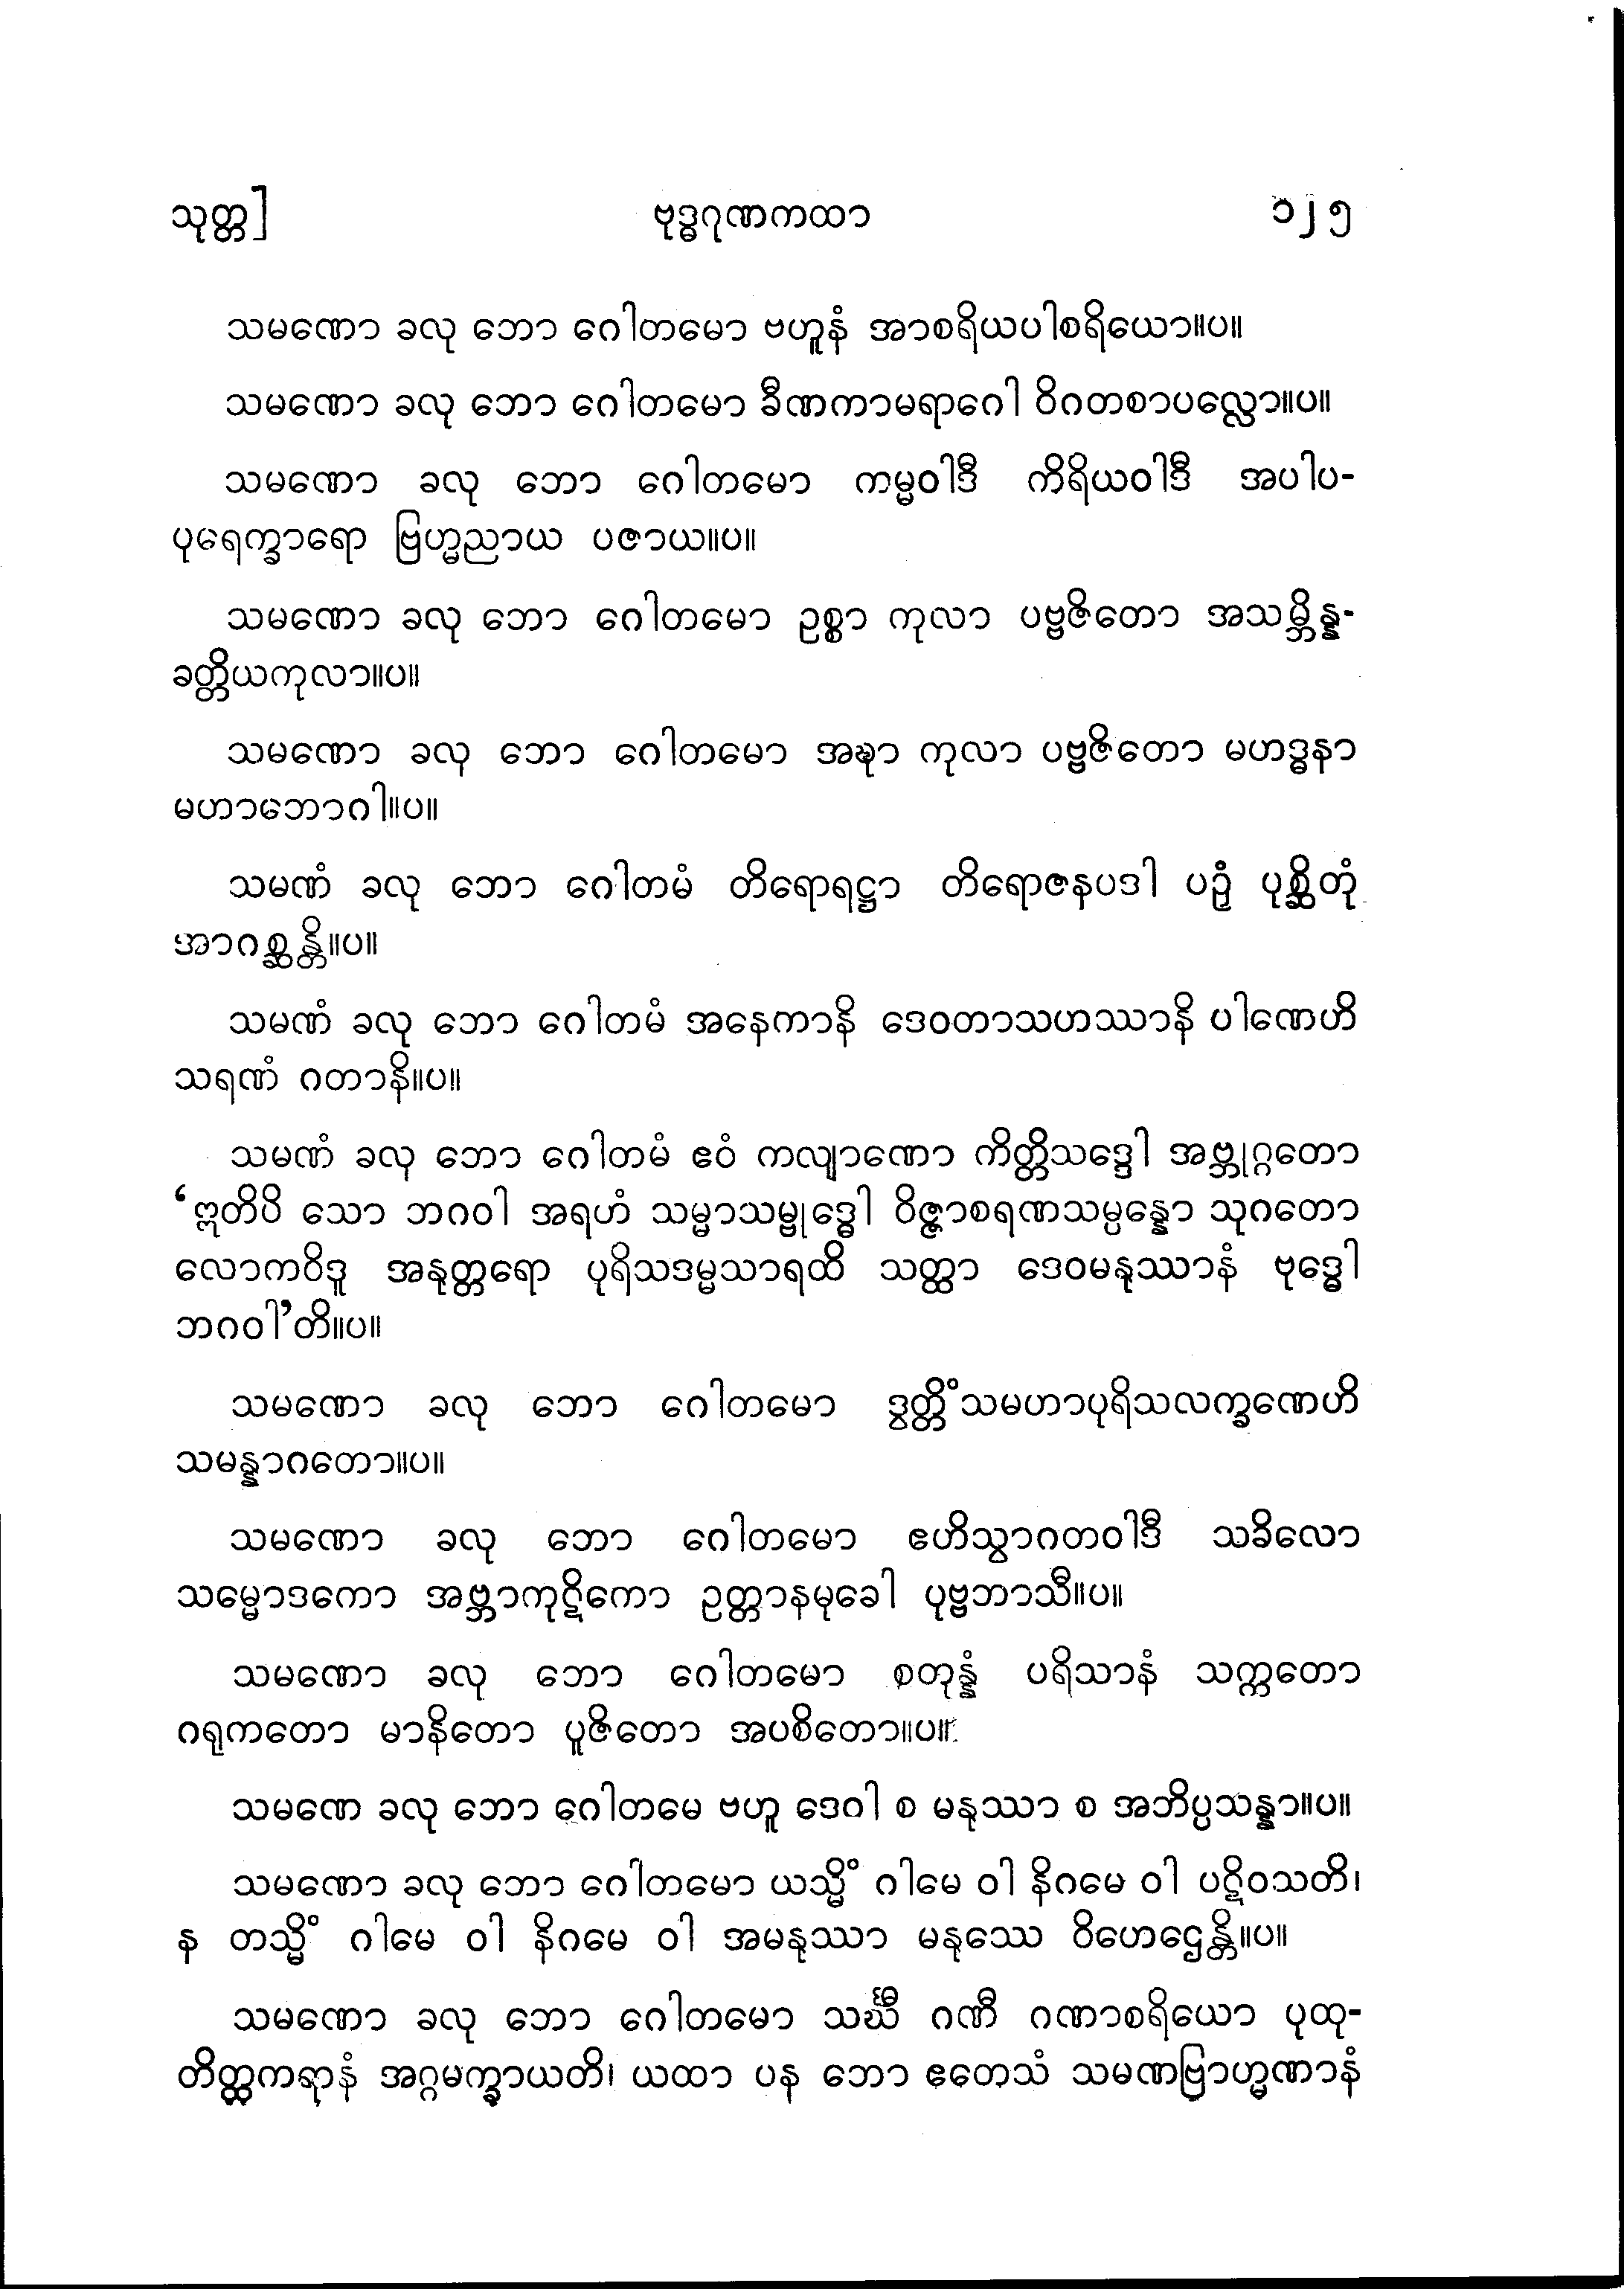 သုတ္တ]
ဗုဒ္ဓဂုဏကထာ
၁၂၅
သမဏော ခလု ဘော ဂေါတမော ဗဟူနံ အာစရိယပါစရိယော။ပ။
သမဏော ခလု ဘော ဂေါတမော ခီဏကာမရာဂေါ ဝိဂတစာပလ္လော။ပ။
သမဏော ခလု ဘော ဂေါတမော ကမ္မဝါဒီ ကိရိယဝါဒီ အပါပ-
ပုရေက္ခာရော ဗြဟ္မညာယ ပဇာယ။ပ။
သမဏော ခလု ဘော ဂေါတမော ဥစ္စာ ကုလာ ပဗ္ဗဇိတော အသမ္ဘိန္န-
ခတ္တိယကုလာ။ပ။
သမဏော ခလု ဘော ဂေါတမော အဍ္ဎာ ကုလာ ပဗ္ဗဇိတော မဟဒ္ဓနာ
မဟာဘောဂါ။ပ။
သမဏံ ခလု ဘော ဂေါတမံ တိရောရဋ္ဌာ တိရောဇနပဒါ ပဉှံ ပုစ္ဆိတုံ
အာဂစ္ဆန္တိ။ပ။
သမဏံ ခလု ဘော ဂေါတမံ အနေကာနိ ဒေဝတာသဟဿာနိ ပါဏေဟိ
သရဏံ ဂတာနိ။ပ။
သမဏံ ခလု ဘော ဂေါတမံ ဧဝံ ကလျာဏော ကိတ္တိသဒ္ဒေါ အဗ္ဘုဂ္ဂတော
‘ဣတိပိ သော ဘဂဝါ အရဟံ သမ္မာသမ္ဗုဒ္ဓေါ ဝိဇ္ဇာစရဏသမ္ပန္နော သုဂတော
လောကဝိဒူ အနုတ္တရော ပုရိသဒမ္မသာရထိ သတ္ထာ ဒေဝမနုဿာနံ ဗုဒ္ဓေါ
ဘဂဝါ’တိ။ပ။
သမဏော ခလု ဘော ဂေါတမော ဒွတ္တိံသမဟာပုရိသလက္ခဏေဟိ
သမန္နာဂတော။ပ။
သမဏော ခလု ဘော ဂေါတမော ဧဟိသွာဂတဝါဒီ သခိလော
သမ္မောဒကော အဗ္ဘာကုဋိကော ဥတ္တာနမုခေါ ပုဗ္ဗဘာသီ။ပ။
သမဏော ခလု ဘော ဂေါတမော စတုန္နံ ပရိသာနံ သက္ကတော
ဂရုကတော မာနိတော ပူဇိတော အပစိတော။ပ။
သမဏေ ခလု ဘော ဂေါတမေ ဗဟူ ဒေဝါ စ မနုဿာ စ အဘိပ္ပသန္နာ။ပ။
သမဏော ခလု ဘော ဂေါတမော ယသ္မိံ ဂါမေ ဝါ နိဂမေ ဝါ ပဋိဝသတိ၊
န တသ္မိံ ဂါမေ ဝါ နိဂမေ ဝါ အမနုဿာ မနုဿေ ဝိဟေဌေန္တိ။ပ။
သမဏော ခလု ဘော ဂေါတမော သင်္ဃီ ဂဏီ ဂဏာစရိယော ပုထု-
တိတ္ထကရာနံ အဂ္ဂမက္ခာယတိ၊ ယထာ ပန ဘော ဧတေသံ သမဏဗြာဟ္မဏာနံ